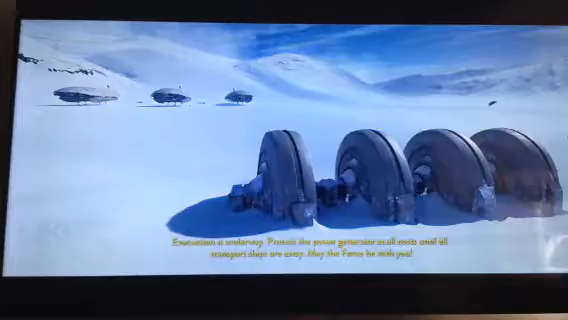 Evacuation is underway. Protect the power generator at all costs until all
transport ships are away. May the Force be with you!